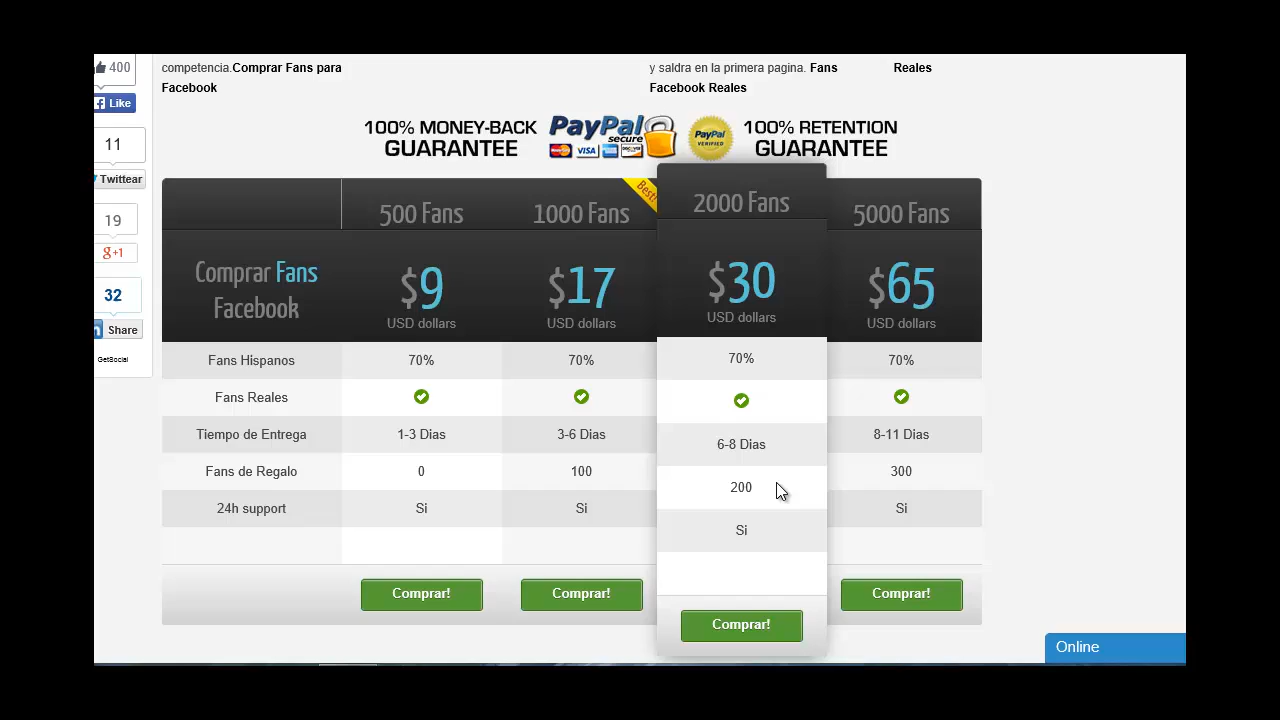 400
Like
11
Twittear
19
g+1
32
Share
GetSocial
competencia.Comprar Fans para
Facebook
y saldra en la primera pagina. Fans Reales
Facebook Reales
100% MONEY-BACK
GUARANTEE
PayPal
secure
VISA
PayPal
VERIFIED
100% RETENTION
GUARANTEE
500 Fans 1000 Fans Best! 2000 Fans 5000 Fans
Comprar Fans
Facebook
$9 $17 $30 $65
USD dollars USD dollars USD dollars USD dollars
Fans Hispanos 70% 70% 70% 70%
Fans Reales
Tiempo de Entrega 1-3 Dias 3-6 Dias 6-8 Dias 8-11 Dias
Fans de Regalo 0 100 200 300
24h support Si Si Si Si
Comprar! Comprar! Comprar! Comprar!
Online